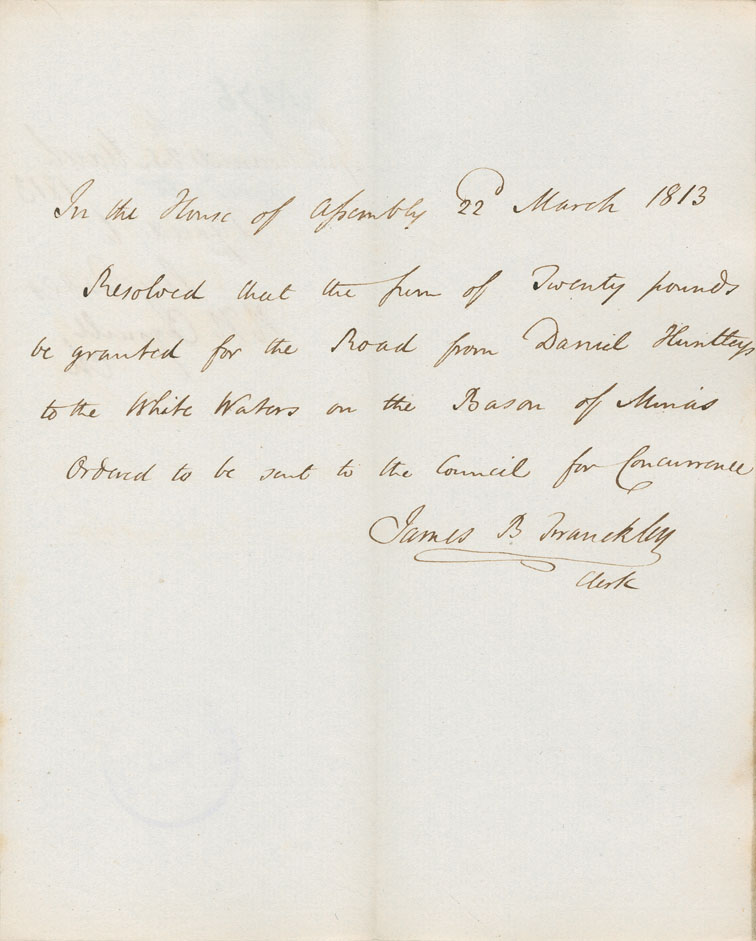 In the House of Assembly 22d March 1813
Resolved that the sum of Twenty pounds
be granted for the Road from Daniel Huntleys
to the White Waters on the Bason of Minas
Ordered to be sent to the Council for Concurrence
James B Franckley
Clerk